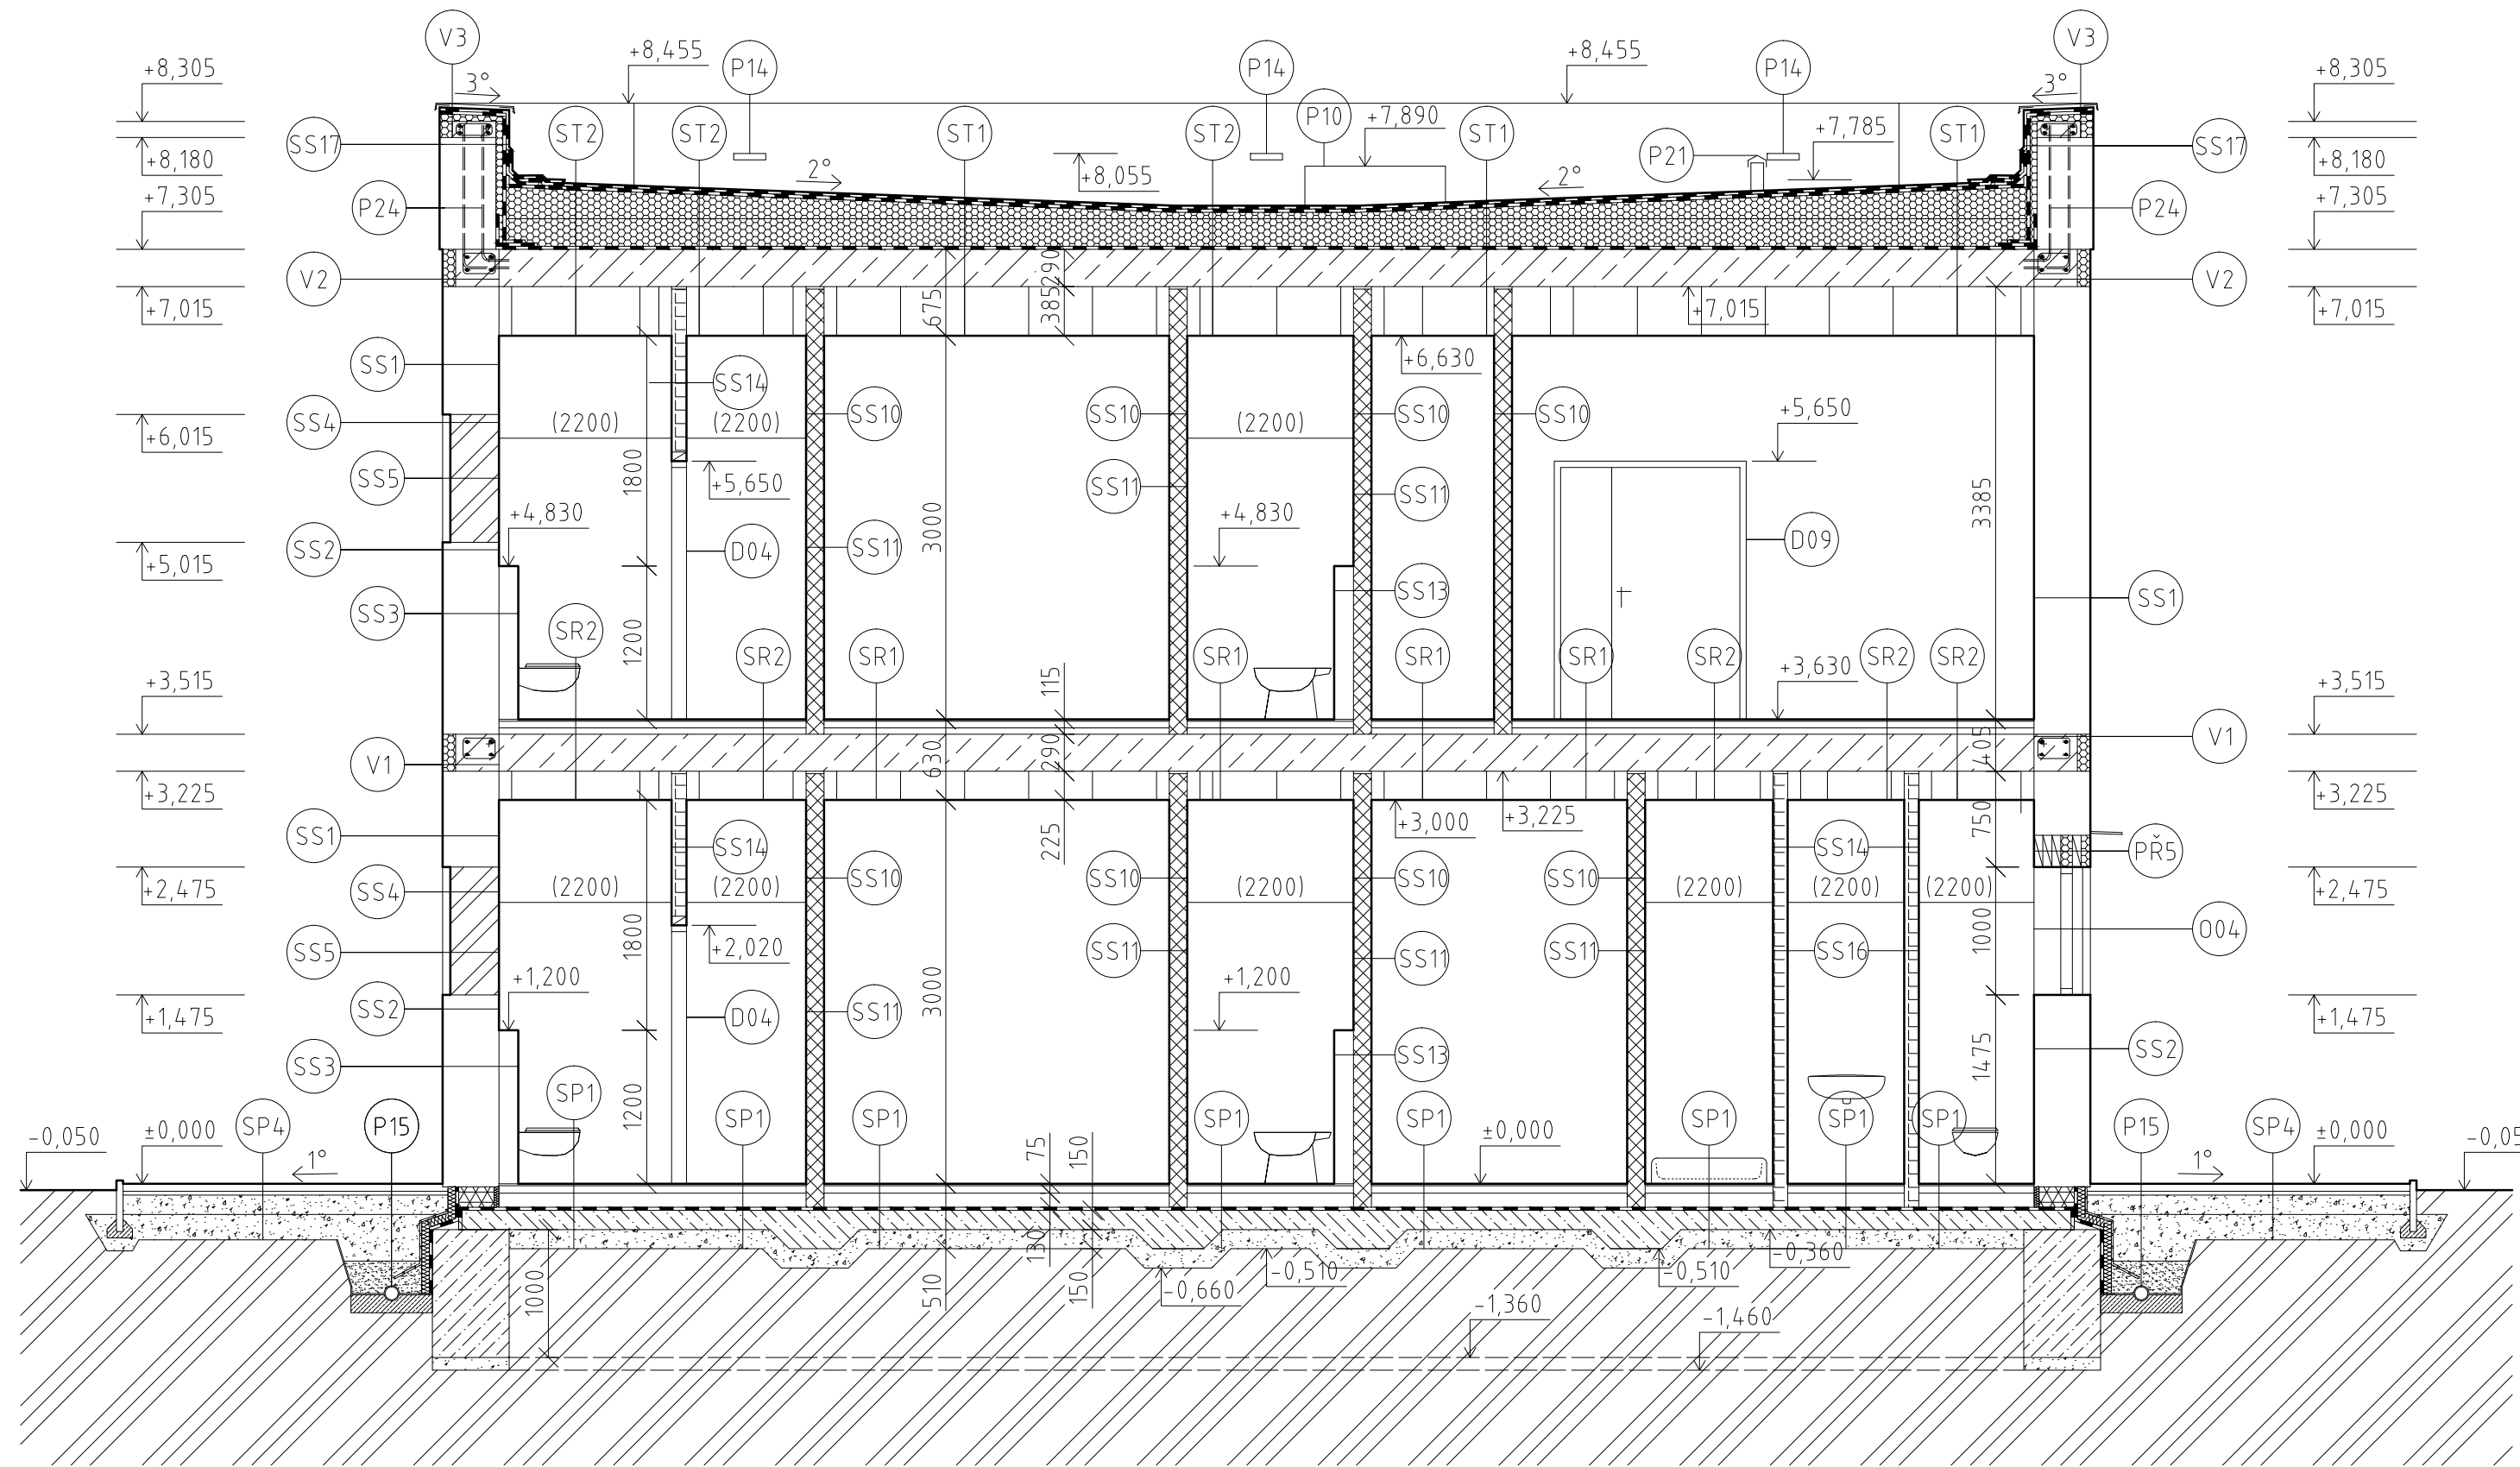 V3
V3
+8,305
3°
+8,455
P14
P14
+8,455
P14
3°
+8,305
SS17
ST2
ST2
ST1
ST2
P10
+7,890
ST1
P21
+7,785
ST1
SS17
+8,180
2°
+8,055
2°
+8,180
+7,305
P24
P24
+7,305
V2
290
V2
+7,015
675
385
+7,015
+7,015
SS1
SS14
+6,630
SS4
(2200)
(2200)
SS10
SS10
(2200)
SS10
SS10
+5,650
+6,015
SS5
1800
+5,650
SS11
SS11
+4,830
3000
+4,830
3385
SS2
D04
SS11
D09
+5,015
SS3
SS13
SS1
SR2
1200
SR2
SR1
SR1
SR1
SR1
SR2
SR2
SR2
+3,515
115
+3,630
+3,515
V1
630
290
405
V1
+3,225
+3,225
SS1
SS14
225
+3,000
+3,225
750
SS14
PŘ5
SS4
(2200)
(2200)
SS10
SS10
(2200)
SS10
SS10
(2200)
(2200)
(2200)
+2,475
+2,475
SS5
1800
+2,020
SS11
SS11
SS11
SS16
1000
O04
+1,200
3000
+1,200
SS2
D04
SS11
+1,475
+1,475
SS3
SS13
1475
SS2
1200
SP1
-0,050
±0,000
SP4
P15
SP1
SP1
75
150
SP1
SP1
±0,000
SP1
SP1
SP1
P15
SP4
±0,000
-0,05
1°
1°
1000
510
130
150
-0,660
-0,510
-0,510
-0,360
-1,360
-1,460